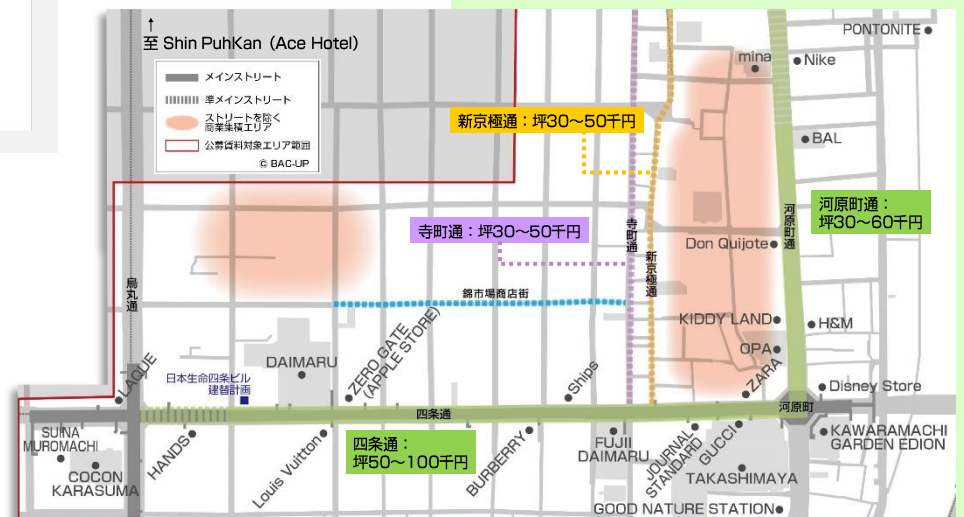 ↑
至 Shin PuhKan (Ace Hotel)
メインストリート
準メインストリート
ストリートを除く
商業集積エリア
公募賃料対象エリア範囲
© BAC-UP
PONTONITE
mina
Nike
新京極通：坪30～50千円
BAL
河原町通：
坪30～60千円
寺町通：坪30～50千円
寺町通
河原町通
Don Quijote
新京極通
烏丸通
錦市場商店街
KIDDY LAND
H&M
OPA
DAIMARU
ZERO GATE
(APPLE STORE)
LAQUE
日本生命四条ビル
建替計画
Ships
ZARA
Disney Store
四条通
河原町
SUINA
MUROMACHI
COCON
KARASUMA
HANDS
Louis Vuitton
四条通：
坪50～100千円
BURBERRY
FUJII
DAIMARU
JOURNAL
STANDARD
GUCCI
TAKASHIMAYA
KAWARAMACHI
GARDEN EDION
GOOD NATURE STATION